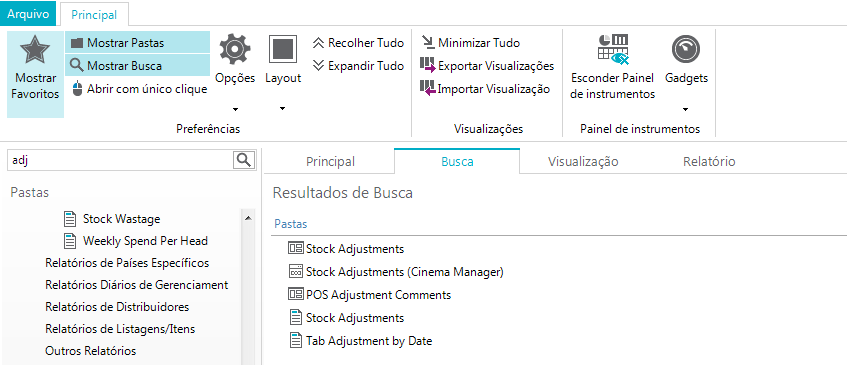 Arquivo
Principal
Mostrar Favoritos
Mostrar Pastas
Mostrar Busca
Abrir com único clique
Opções
Layout
Recolher Tudo
Expandir Tudo
Preferências
Minimizar Tudo
Exportar Visualizações
Importar Visualização
Visualizações
Esconder Painel
de instrumentos
Gadgets
Painel de instrumentos
adj
Pastas
Stock Wastage
Weekly Spend Per Head
Relatórios de Países Específicos
Relatórios Diários de Gerenciament
Relatórios de Distribuidores
Relatórios de Listagens/Itens
Outros Relatórios
Principal
Busca
Visualização
Relatório
Resultados de Busca
Pastas
Stock Adjustments
Stock Adjustments (Cinema Manager)
POS Adjustment Comments
Stock Adjustments
Tab Adjustment by Date